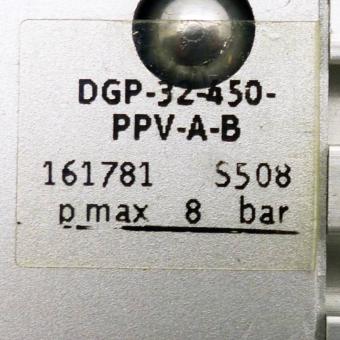 DGP-32-450-
PPV-A-B
161781 S508
p max 8 bar